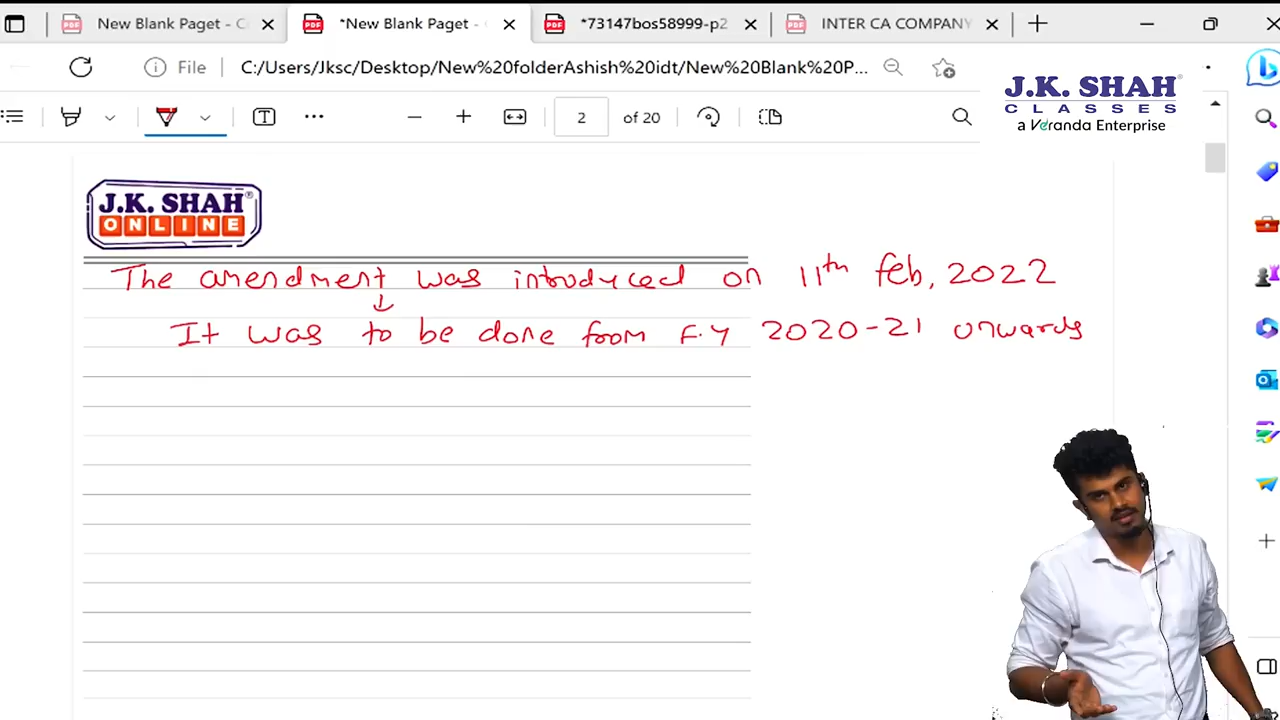 New Blank Paget - C
*New Blank Paget -
*73147bos58999-p2
INTER CA COMPANY
File
C:/Users/Jksc/Desktop/New%20folderAshish%20idt/New%20Blank%20P...
J.K. SHAH®
CLASSES
a Veranda Enterprise
2 of 20
J.K. SHAH®
ONLINE
The amendment was introduced on 11th Feb, 2022
↓
It was to be done from F.Y 2020-21 onwards